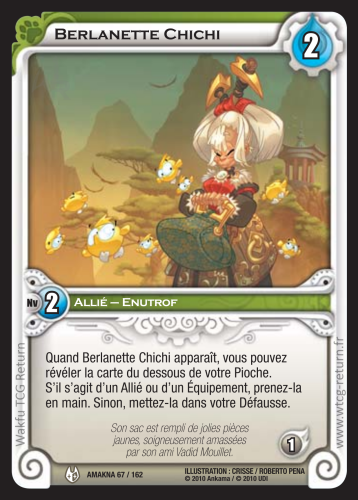 Berlanette Chichi
2
Nv 2 Allié – Enutrof
Quand Berlanette Chichi apparaît, vous pouvez
révéler la carte du dessous de votre Pioche.
S'il s'agit d'un Allié ou d'un Équipement, prenez-la
en main. Sinon, mettez-la dans votre Défausse.
Son sac est rempli de jolies pièces
jaunes, soigneusement amassées
par son ami Vadid Mouillet.
1
AMAKNA 67 / 162
ILLUSTRATION : CRISSE / ROBERTO PENA
© 2010 Ankama / © 2010 UDI
Wakfu TCG Return
www.wtcg-return.fr